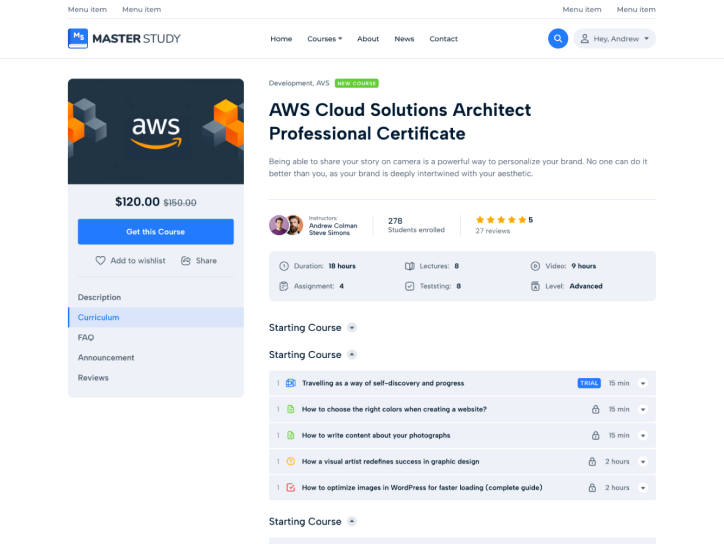 Menu item Menu item Menu item Menu item
MS MASTERSTUDY Home Courses About News Contact Hey, Andrew
aws
$120.00 $150.00
Get this Course
Add to wishlist Share
Description
Curriculum
FAQ
Announcement
Reviews
Development, AVS NEW COURSE
AWS Cloud Solutions Architect
Professional Certificate
Being able to share your story on camera is a powerful way to personalize your brand. No one can do it
better than you, as your brand is deeply intertwined with your aesthetic.
Instructors:
Andrew Colman
Steve Simons
278
Students enrolled
5
27 reviews
Duration: 18 hours Lectures: 8 Video: 9 hours
Assignment: 4 Teststing: 8 Level: Advanced
Starting Course
Starting Course
1 Travelling as a way of self-discovery and progress TRIAL 15 min
1 How to choose the right colors when creating a website? 15 min
1 How to write content about your photographs 15 min
1 How a visual artist redefines success in graphic design 2 hours
1 How to optimize images in WordPress for faster loading (complete guide) 2 hours
Starting Course